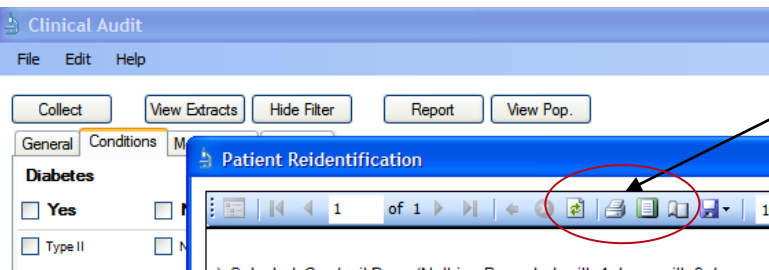 Clinical Audit
File Edit Help
Collect View Extracts Hide Filter Report View Pop.
General Conditions
Patient Reidentification
Diabetes
Yes
1 of 1
Type II